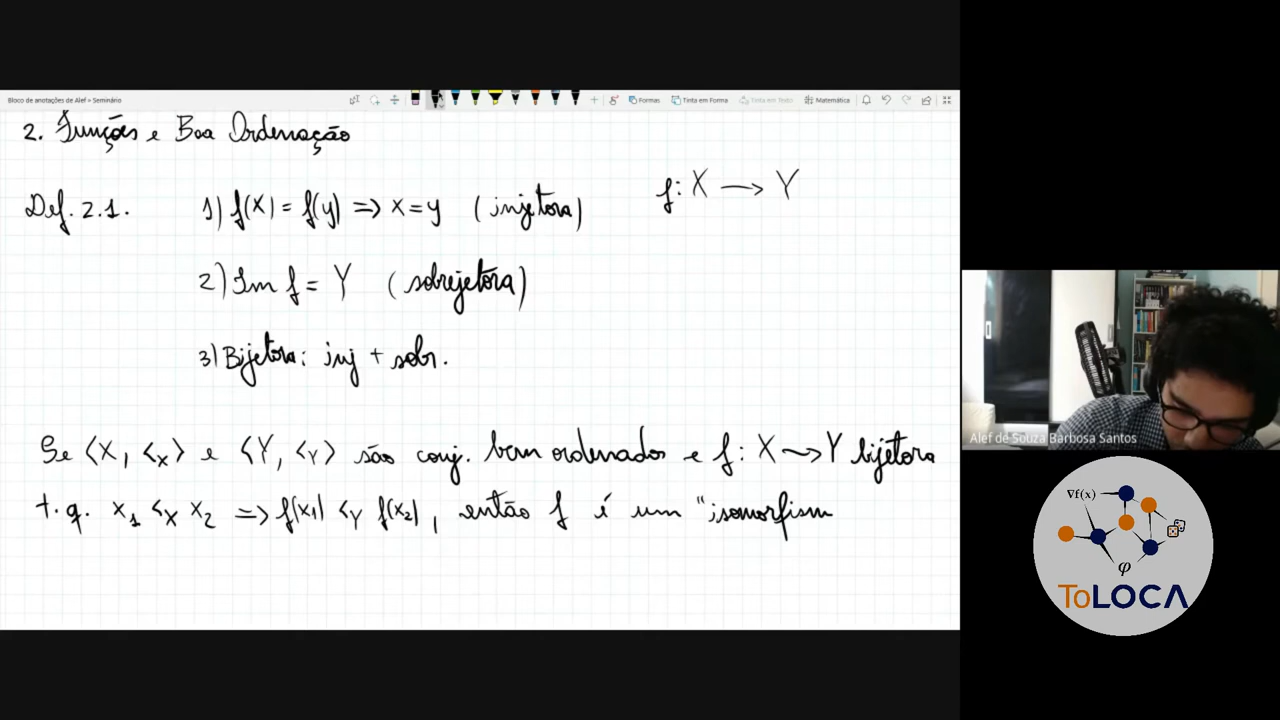 Bloco de anotações de Alef » Seminário
Formas Tinta em Forma Tinta em Texto Matemática
2. Funções e Boa Ordenação
f: X → Y
Def. 2.1. 1) f(x) = f(y) ⇒ x = y (injetora)
2) Im f = Y (sobrejetora)
3) Bijetora: inj + sobr.
Se ⟨X, <ₓ⟩ e ⟨Y, <_Y⟩ são conj. bem ordenados e f: X → Y bijetora
t.q. x₁ <ₓ x₂ ⇒ f(x₁) <_Y f(x₂), então f é um "isomorfism
Alef de Souza Barbosa Santos
∇f(x)
φ
ToLOCA